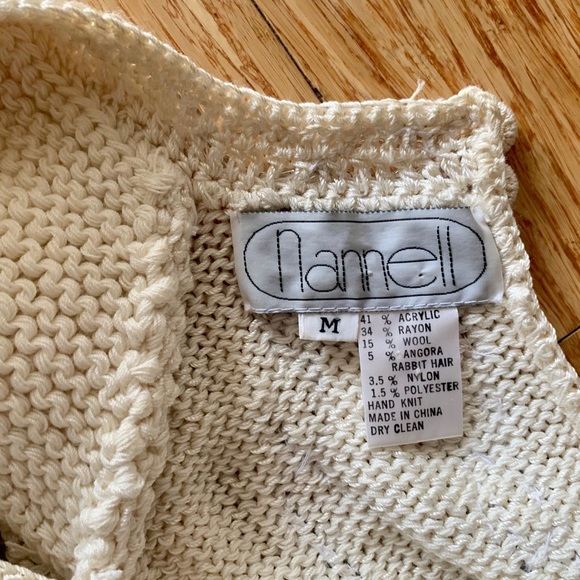 Nannell
M
41 % ACRYLIC
34 % RAYON
15 % WOOL
5 % ANGORA
RABBIT HAIR
3.5 % NYLON
1.5 % POLYESTER
HAND KNIT
MADE IN CHINA
DRY CLEAN